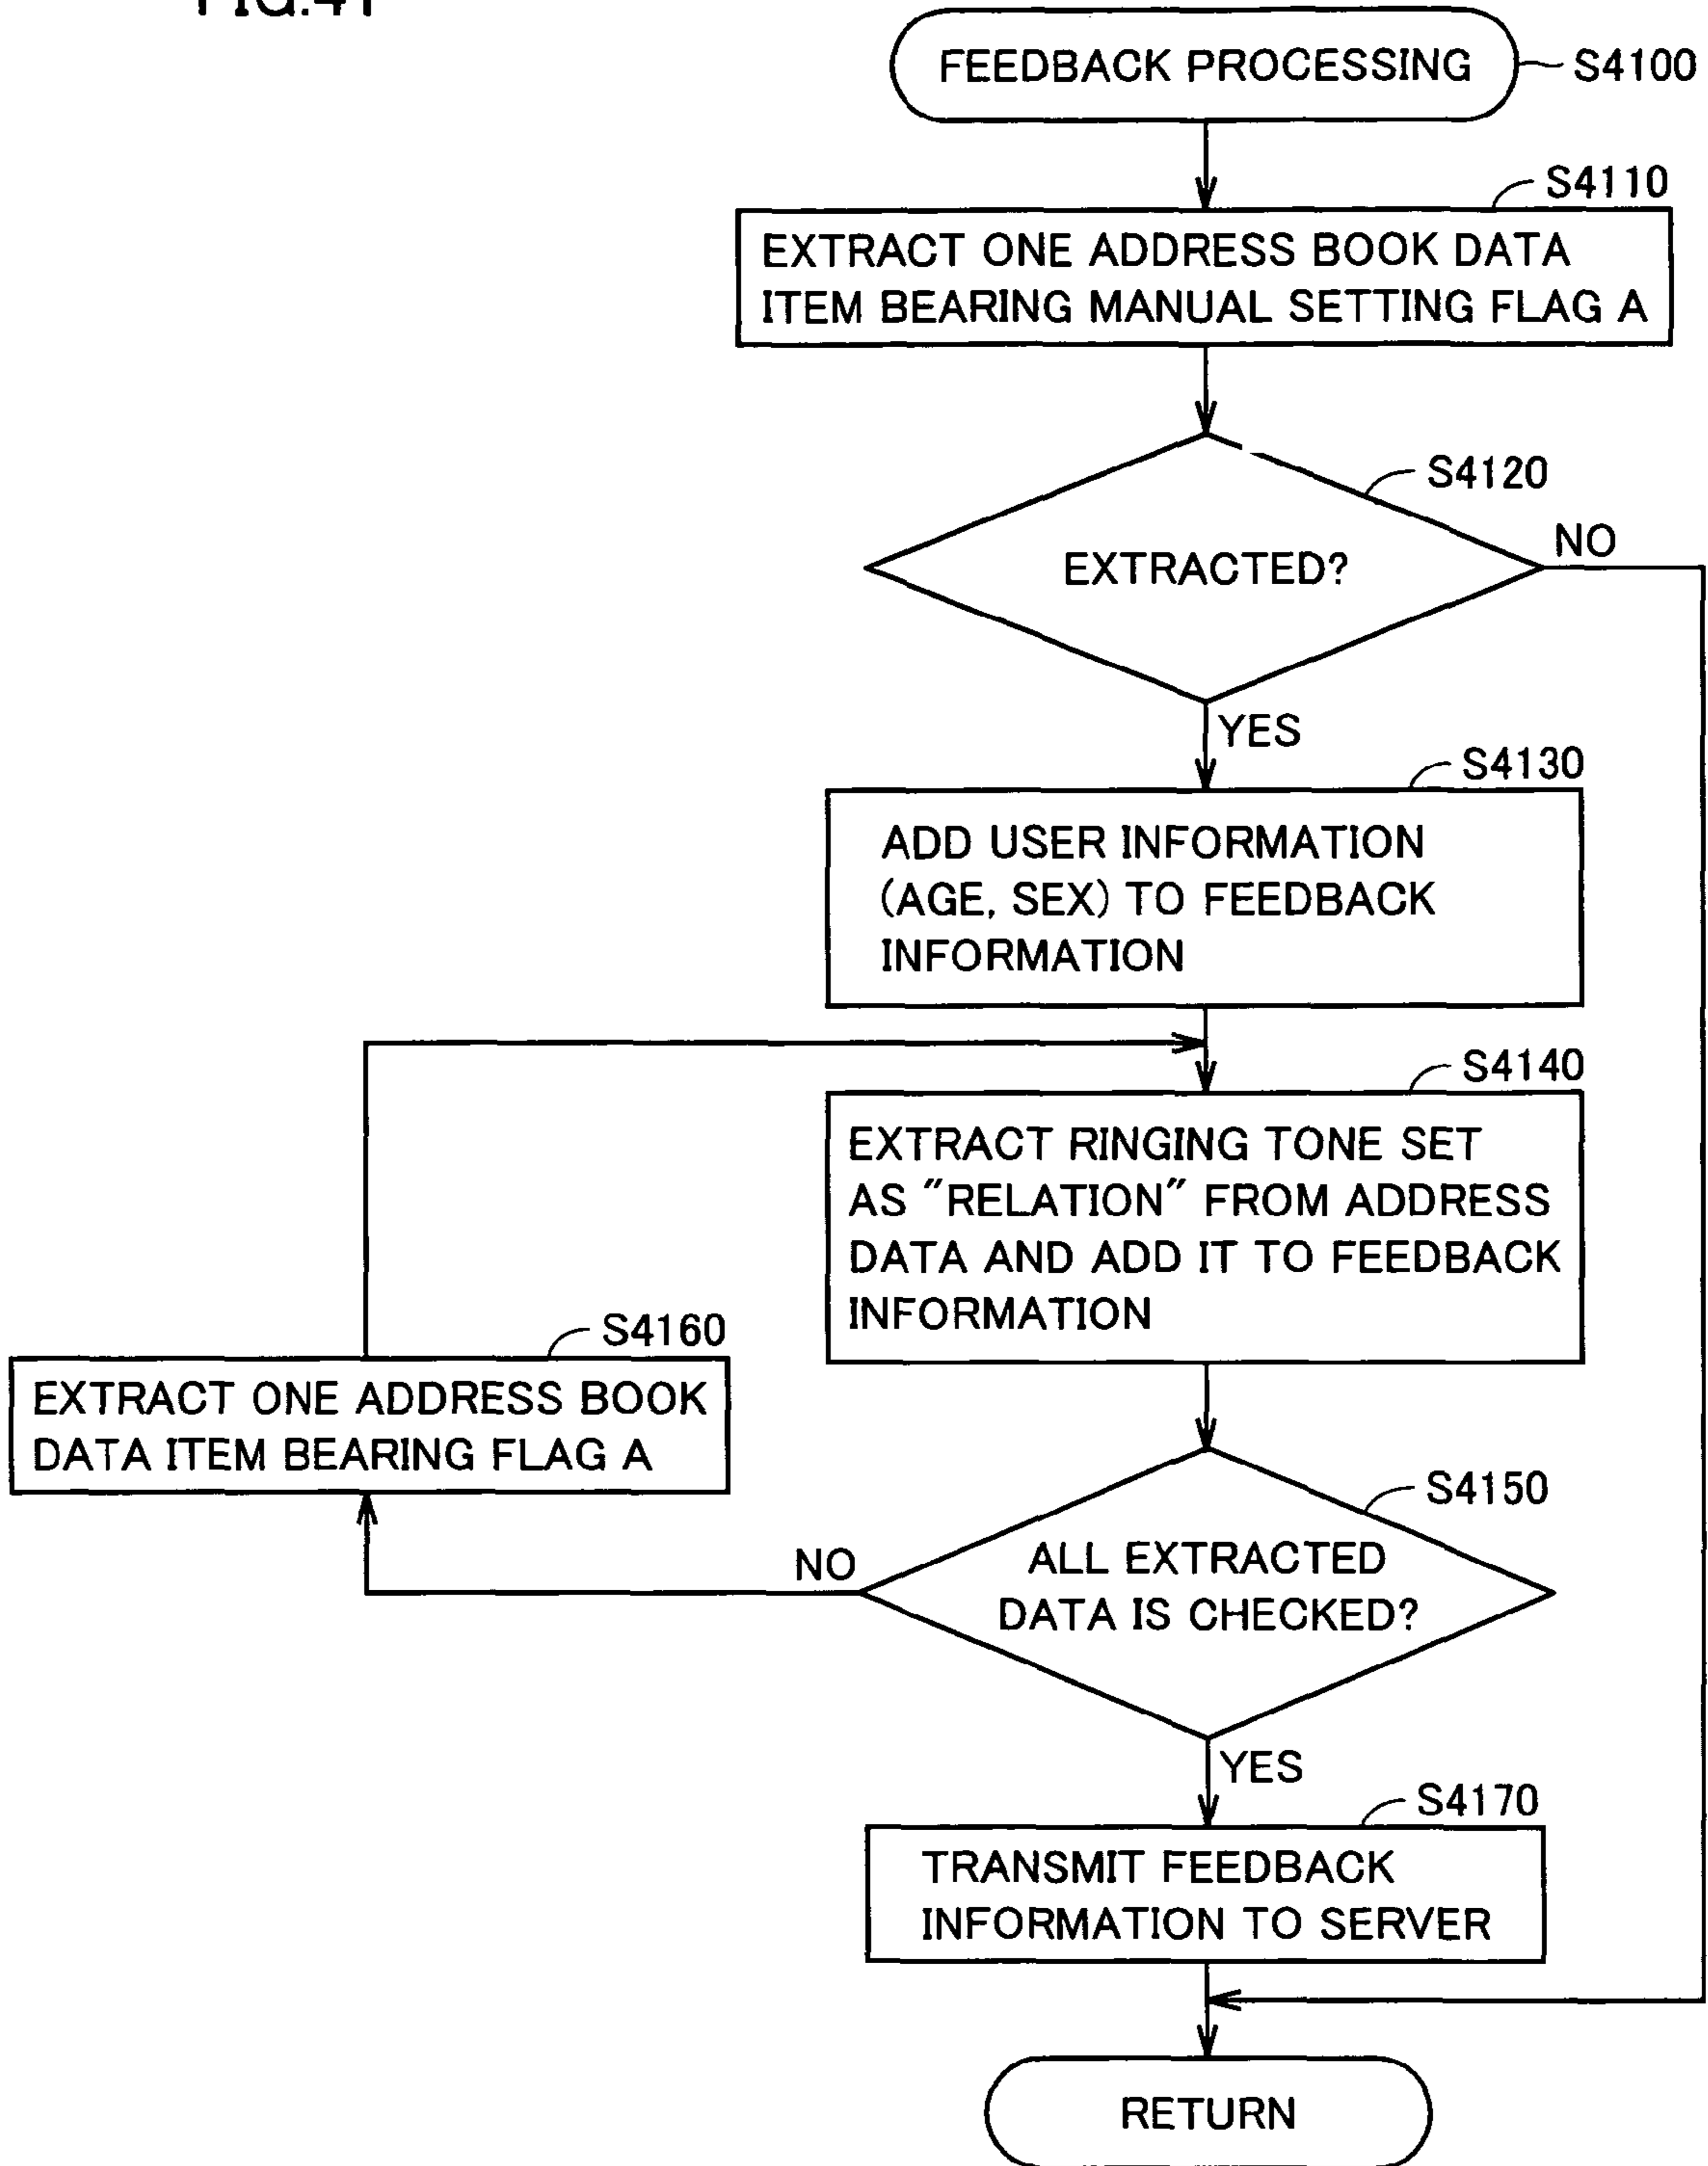 FEEDBACK PROCESSING
S4100
S4110
EXTRACT ONE ADDRESS BOOK DATA
ITEM BEARING MANUAL SETTING FLAG A
S4120
EXTRACTED?
NO
YES
S4130
ADD USER INFORMATION
(AGE, SEX) TO FEEDBACK
INFORMATION
S4140
EXTRACT RINGING TONE SET
AS "RELATION" FROM ADDRESS
DATA AND ADD IT TO FEEDBACK
INFORMATION
S4160
EXTRACT ONE ADDRESS BOOK
DATA ITEM BEARING FLAG A
S4150
NO
ALL EXTRACTED
DATA IS CHECKED?
YES
S4170
TRANSMIT FEEDBACK
INFORMATION TO SERVER
RETURN